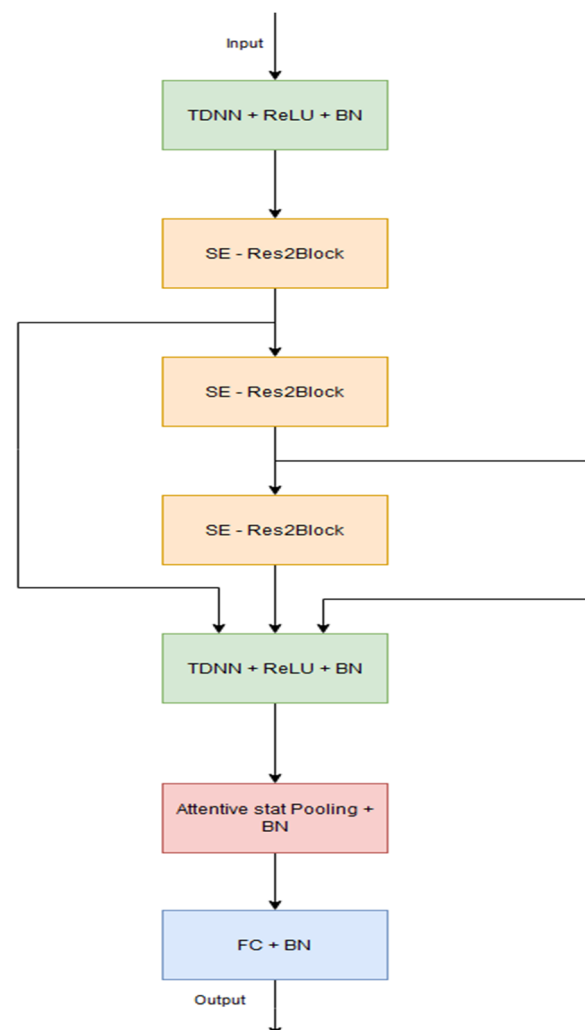 Input
TDNN + ReLU + BN
SE - Res2Block
SE - Res2Block
SE - Res2Block
TDNN + ReLU + BN
Attentive stat Pooling +
BN
FC + BN
Output